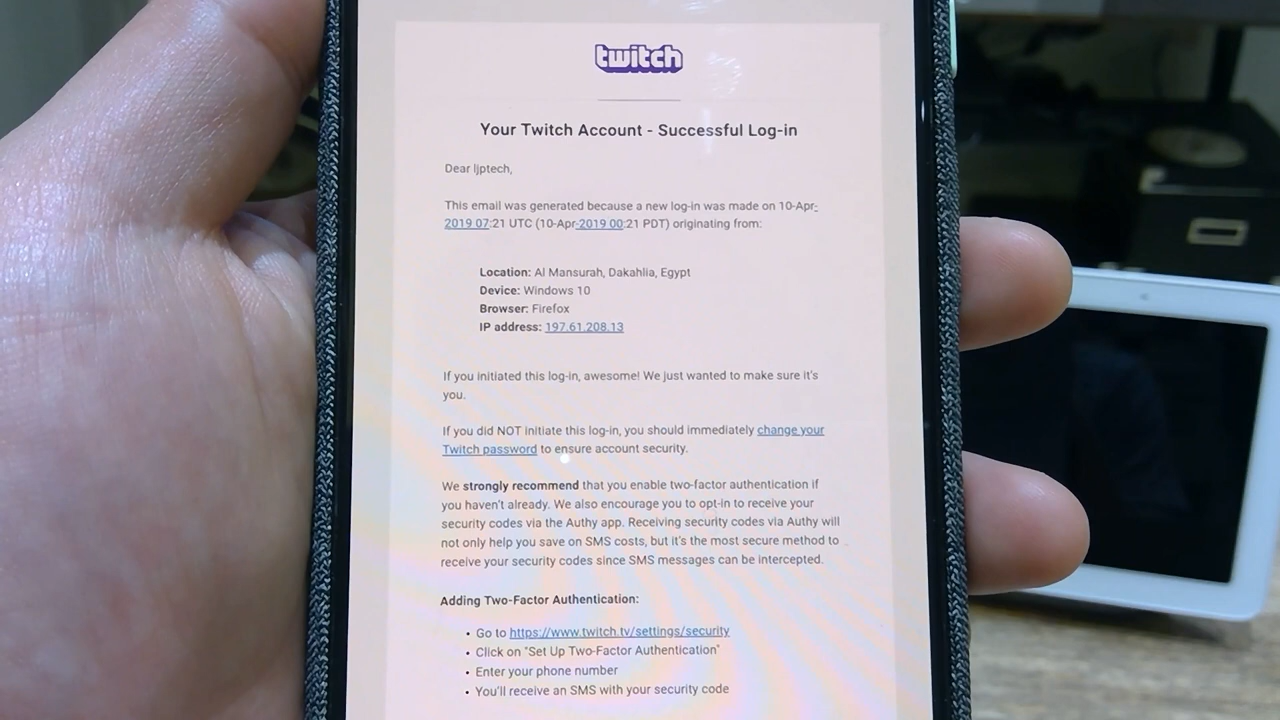 twitch
Your Twitch Account - Successful Log-in
Dear ljptech,
This email was generated because a new log-in was made on 10-Apr-
2019 07:21 UTC (10-Apr-2019 00:21 PDT) originating from:
Location: Al Mansurah, Dakahlia, Egypt
Device: Windows 10
Browser: Firefox
IP address: 197.61.208.13
If you initiated this log-in, awesome! We just wanted to make sure it's
you.
If you did NOT initiate this log-in, you should immediately change your
Twitch password to ensure account security.
We strongly recommend that you enable two-factor authentication if
you haven't already. We also encourage you to opt-in to receive your
security codes via the Authy app. Receiving security codes via Authy will
not only help you save on SMS costs, but it's the most secure method to
receive your security codes since SMS messages can be intercepted.
Adding Two-Factor Authentication:
• Go to https://www.twitch.tv/settings/security
• Click on "Set Up Two-Factor Authentication"
• Enter your phone number
• You'll receive an SMS with your security code